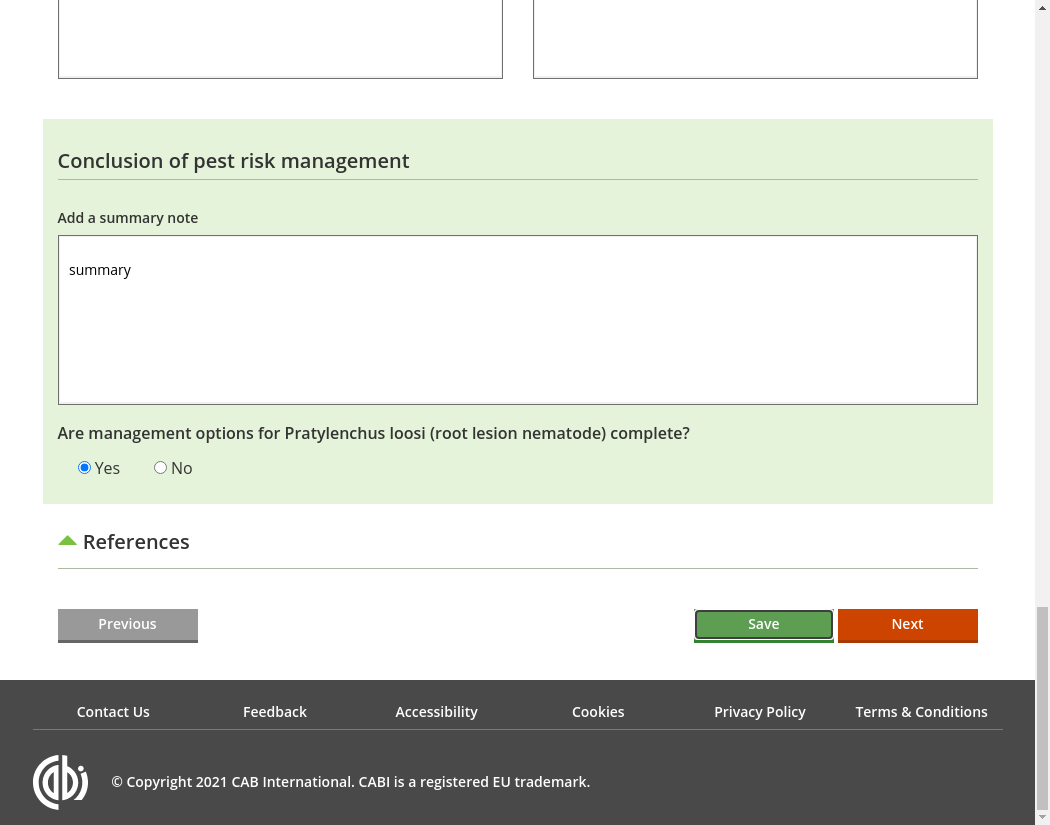 Conclusion of pest risk management
Add a summary note
summary
Are management options for Pratylenchus loosi (root lesion nematode) complete?
Yes No
References
Previous Save Next
Contact Us Feedback Accessibility Cookies Privacy Policy Terms & Conditions
cabi © Copyright 2021 CAB International. CABI is a registered EU trademark.